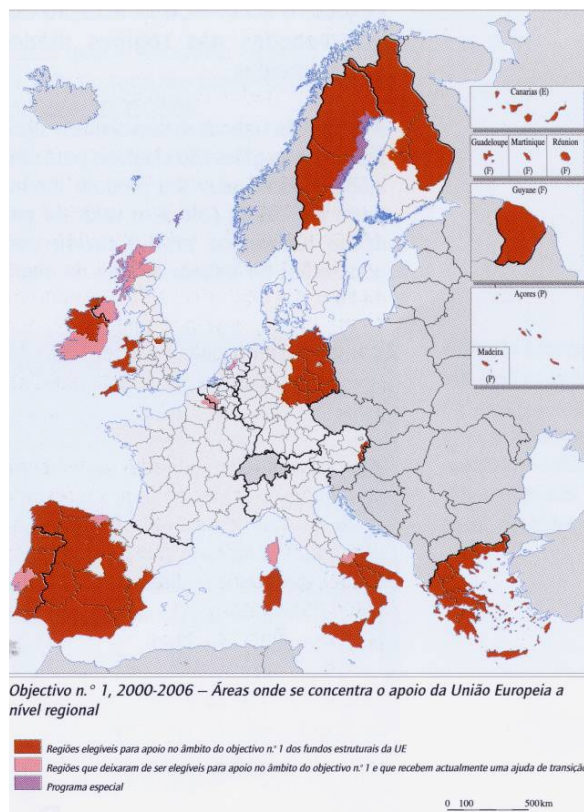 Canarias (E)
Guadeloupe
Martinique
Réunion
(F)
(F)
(F)
Guyane (F)
Açores (P)
Madeira
(P)
Objectivo n.° 1, 2000-2006 – Áreas onde se concentra o apoio da União Europeia a
nível regional
Regiões elegíveis para apoio no âmbito do objectivo n.° 1 dos fundos estruturais da UE
Regiões que deixaram de ser elegíveis para apoio no âmbito do objectivo n.° 1 e que recebem actualmente uma ajuda de transição
Programa especial
0 100 500km